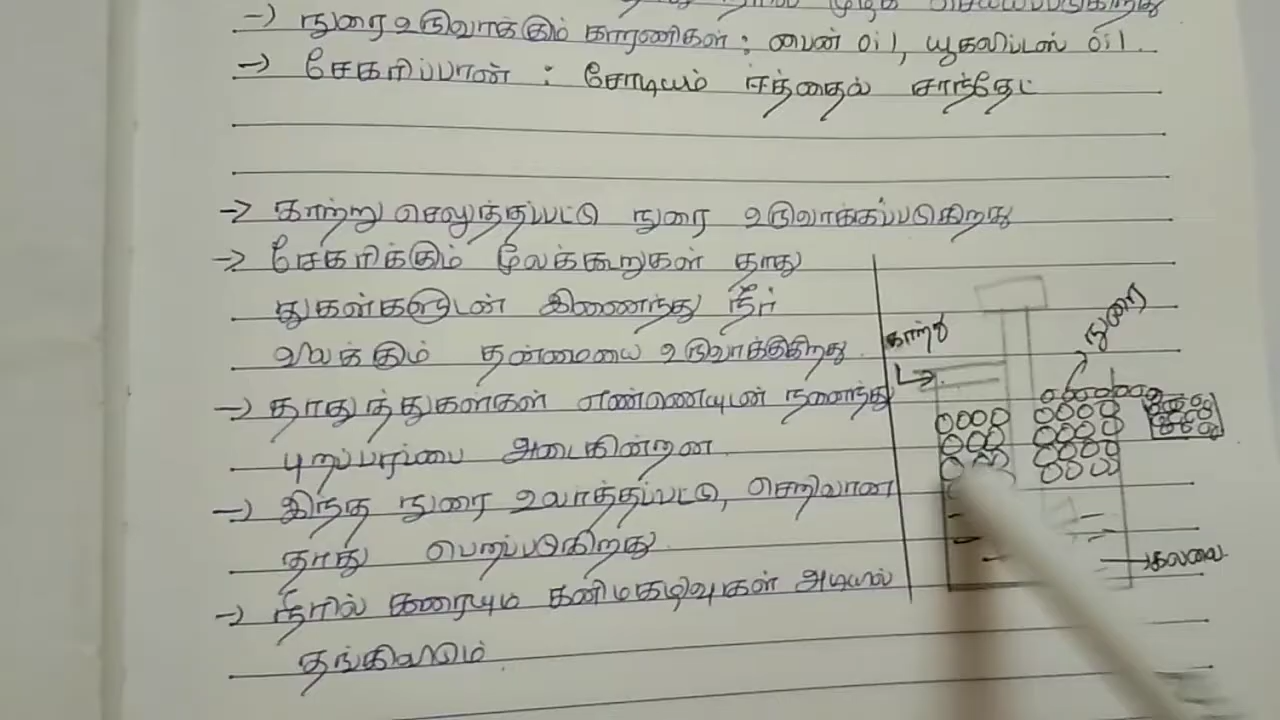 → நுரை உருவாக்கும் காரணிகள் : பைன் oil, யூகலிப்டஸ் oil.
→ சேகரிப்பான் : சோடியம் ஈத்தைல் சாந்தேட்
→ காற்று செலுத்தப்பட்டு நுரை உருவாக்கப்படுகிறது
→ சேகரிக்கும் மூலக்கூறுகள் தாது
துகள்களுடன் இணைந்து நீர்
விலக்கும் தன்மையை உருவாக்குகிறது.
→ தாதுத்துகள்கள் எண்ணெயுடன் நனைந்து
புறப்பரப்பை அடைகின்றன
→ இந்த நுரை உலர்த்தப்பட்டு, செறிவான
தாது பெறப்படுகிறது.
→ நீரில் கரையும் கனிமகழிவுகள் அடியில்
தங்கிவிடும்.
காற்று
நுரை
கலவை